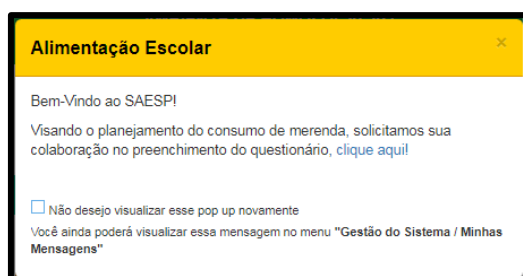 Alimentação Escolar ×
Bem-Vindo ao SAESP!
Visando o planejamento do consumo de merenda, solicitamos sua
colaboração no preenchimento do questionário, clique aqui!
Não desejo visualizar esse pop up novamente
Você ainda poderá visualizar essa mensagem no menu "Gestão do Sistema / Minhas
Mensagens"